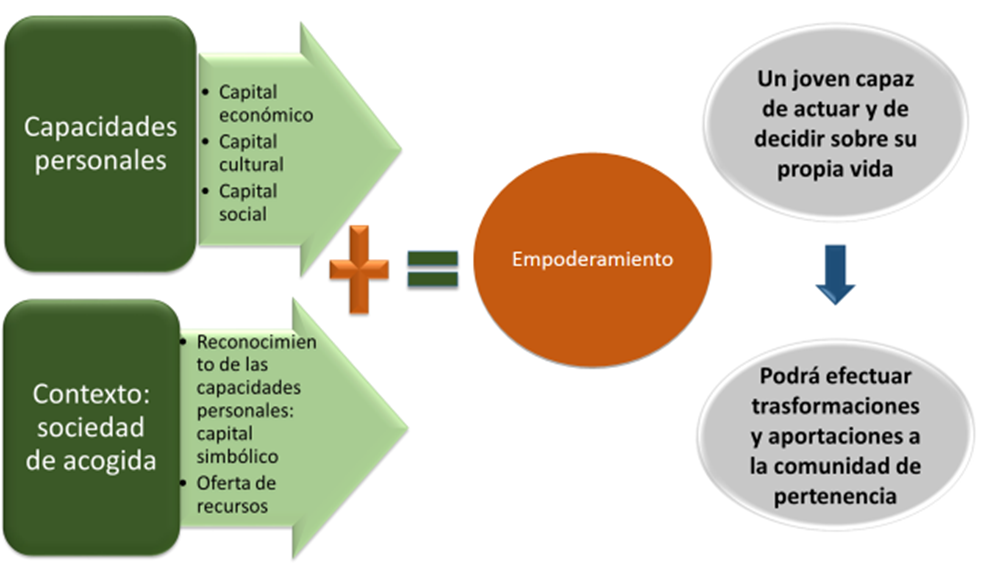 Capacidades
personales
• Capital
económico
• Capital
cultural
• Capital
social
Contexto:
sociedad
de acogida
• Reconocimien
to de las
capacidades
personales:
capital
simbólico
• Oferta de
recursos
+
=
Empoderamiento
Un joven capaz
de actuar y de
decidir sobre su
propia vida
Podrá efectuar
trasformaciones
y aportaciones a
la comunidad de
pertenencia